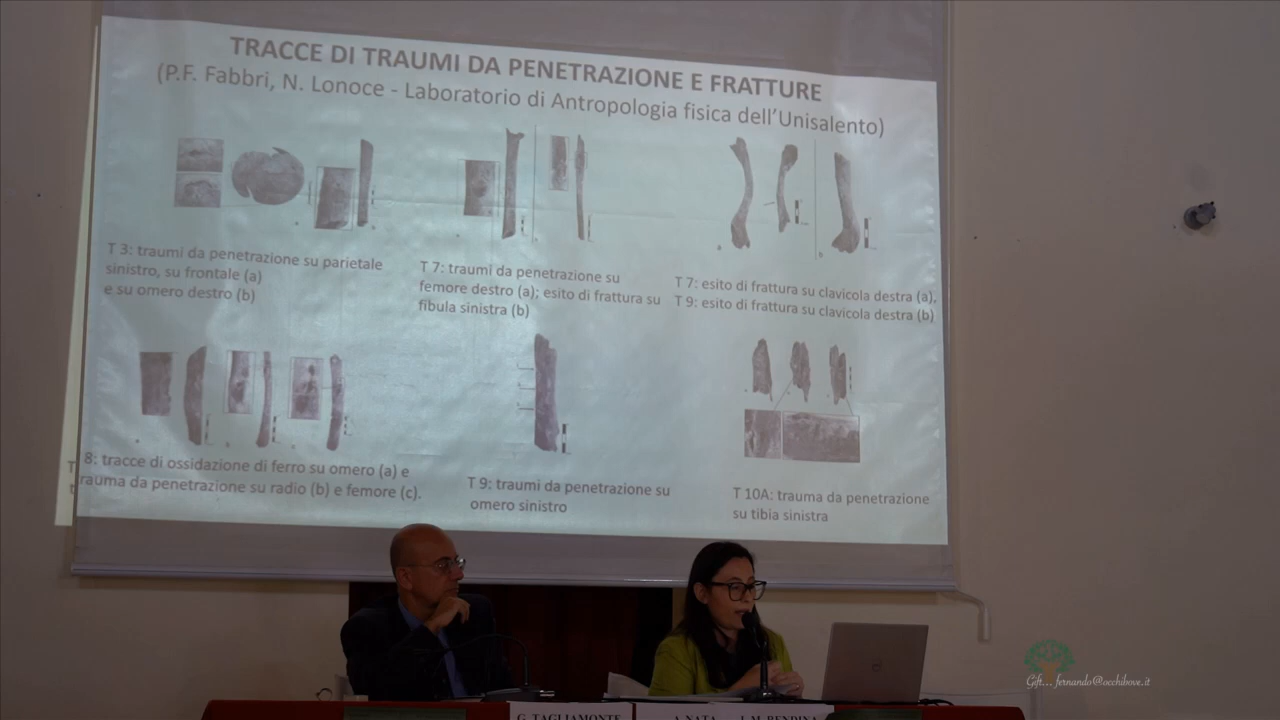 TRACCE DI TRAUMI DA PENETRAZIONE E FRATTURE
(P.F. Fabbri, N. Lonoce - Laboratorio di Antropologia fisica dell'Unisalento)
T 3: traumi da penetrazione su parietale
sinistro, su frontale (a)
e su omero destro (b)
T 7: traumi da penetrazione su
femore destro (a); esito di frattura su
fibula sinistra (b)
T 7: esito di frattura su clavicola destra (a),
T 9: esito di frattura su clavicola destra (b)
T 8: tracce di ossidazione di ferro su omero (a) e
trauma da penetrazione su radio (b) e femore (c).
T 9: traumi da penetrazione su
omero sinistro
T 10A: trauma da penetrazione
su tibia sinistra
G. TAGLIAMONTE
Gift... fernando@occhibove.it